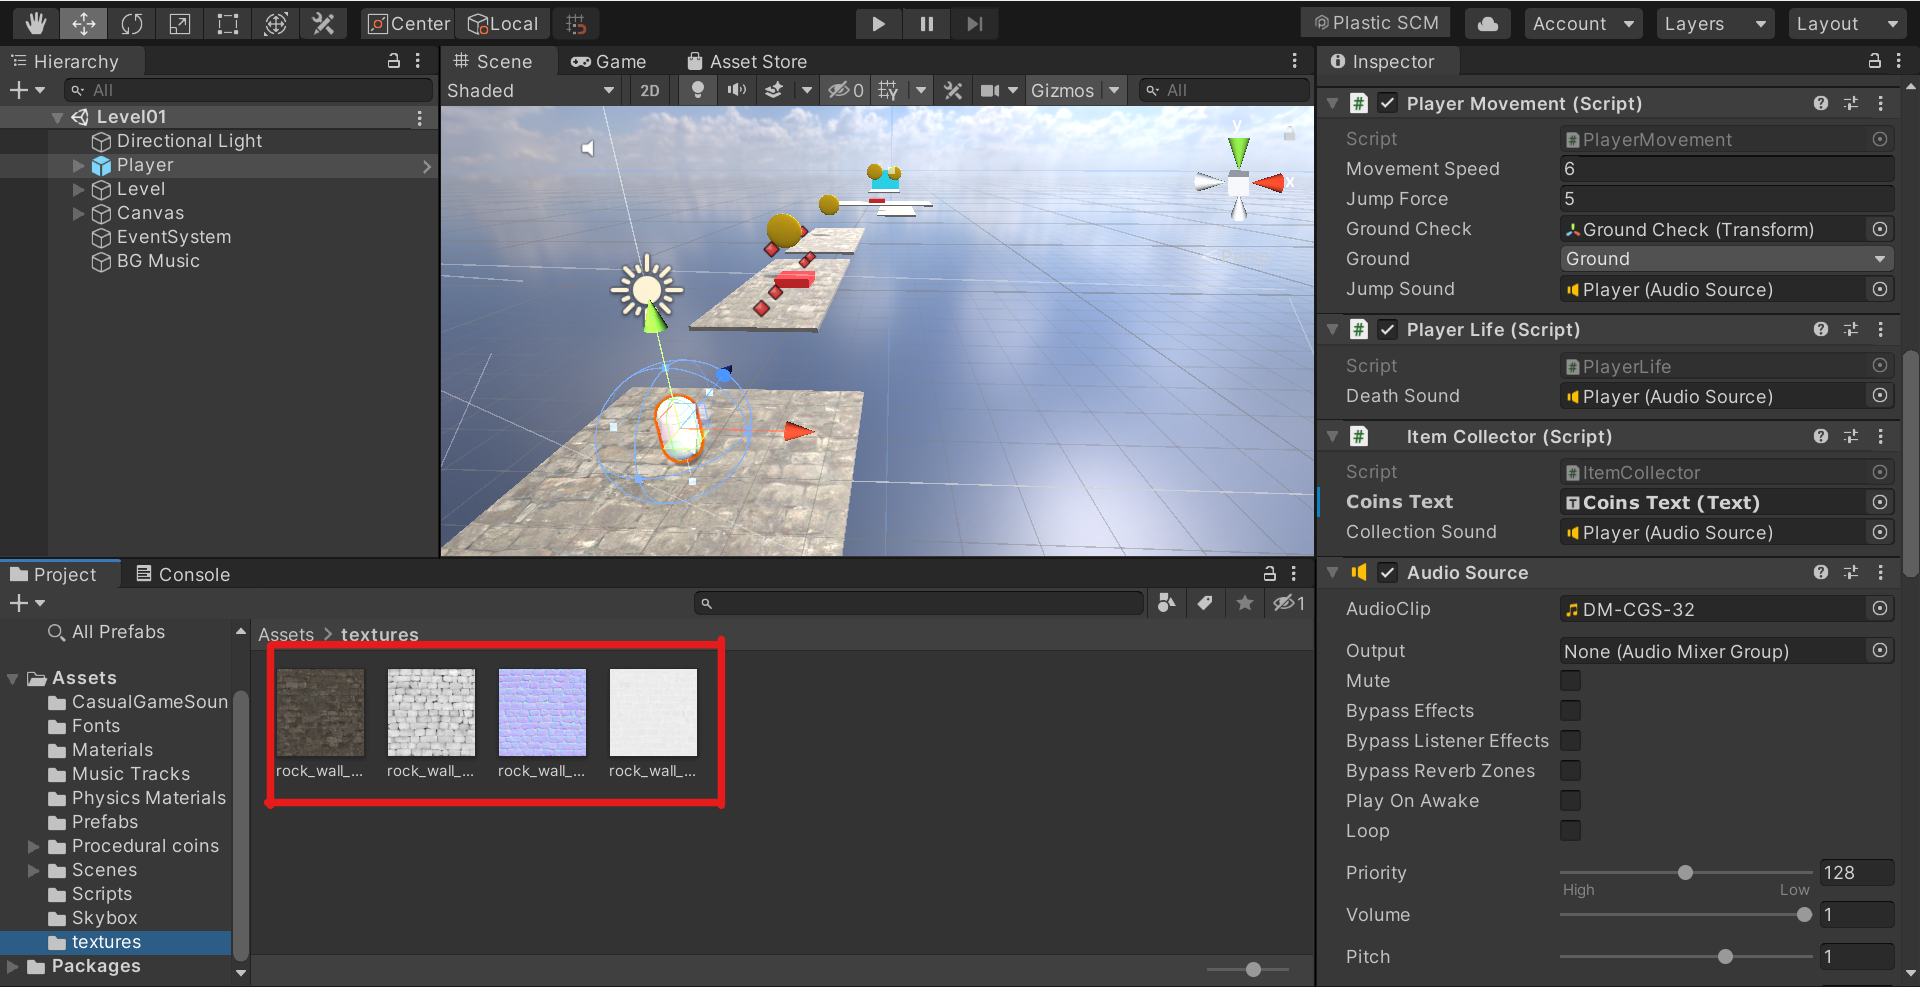 Center Local Plastic SCM Account Layers Layout
Hierarchy
All
Level01
Directional Light
Player
Level
Canvas
EventSystem
BG Music
Scene Game Asset Store
Shaded 2D 0 Gizmos All
y
x
Project Console
1
All Prefabs
Assets
CasualGameSoun
Fonts
Materials
Music Tracks
Physics Materials
Prefabs
Procedural coins
Scenes
Scripts
Skybox
textures
Packages
Assets > textures
rock_wall_... rock_wall_... rock_wall_... rock_wall_...
Inspector
Player Movement (Script)
Script PlayerMovement
Movement Speed 6
Jump Force 5
Ground Check Ground Check (Transform)
Ground Ground
Jump Sound Player (Audio Source)
Player Life (Script)
Script PlayerLife
Death Sound Player (Audio Source)
Item Collector (Script)
Script ItemCollector
Coins Text Coins Text (Text)
Collection Sound Player (Audio Source)
Audio Source
AudioClip DM-CGS-32
Output None (Audio Mixer Group)
Mute
Bypass Effects
Bypass Listener Effects
Bypass Reverb Zones
Play On Awake
Loop
Priority 128
High Low
Volume 1
Pitch 1